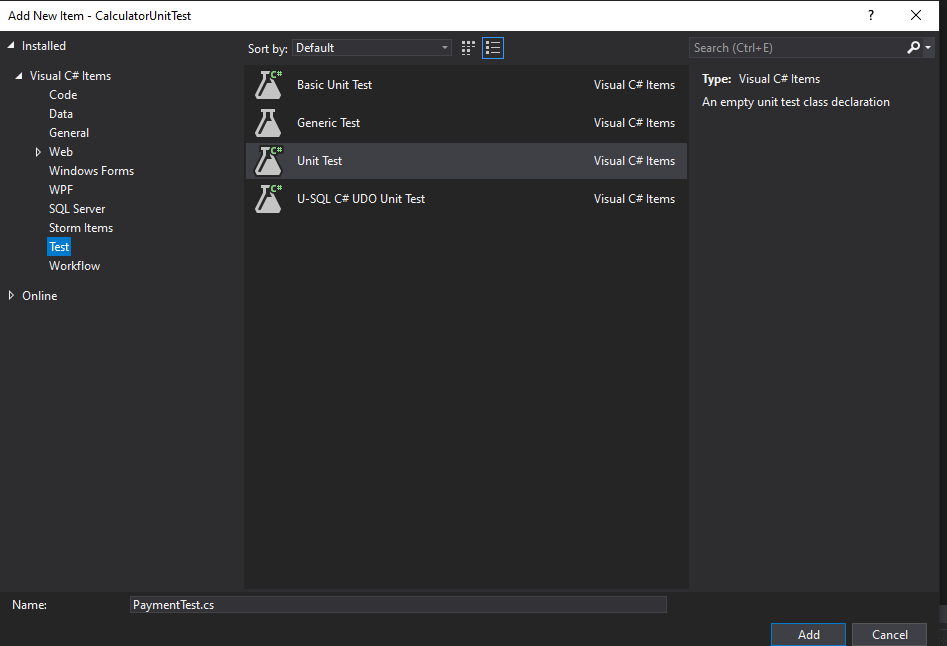 Add New Item - CalculatorUnitTest
?
Installed
Sort by: Default
Search (Ctrl+E)
Visual C# Items
Code
Data
General
Web
Windows Forms
WPF
SQL Server
Storm Items
Test
Workflow
Online
C# Basic Unit Test Visual C# Items
Generic Test Visual C# Items
C# Unit Test Visual C# Items
C# U-SQL C# UDO Unit Test Visual C# Items
Type: Visual C# Items
An empty unit test class declaration
Name: PaymentTest.cs
Add Cancel